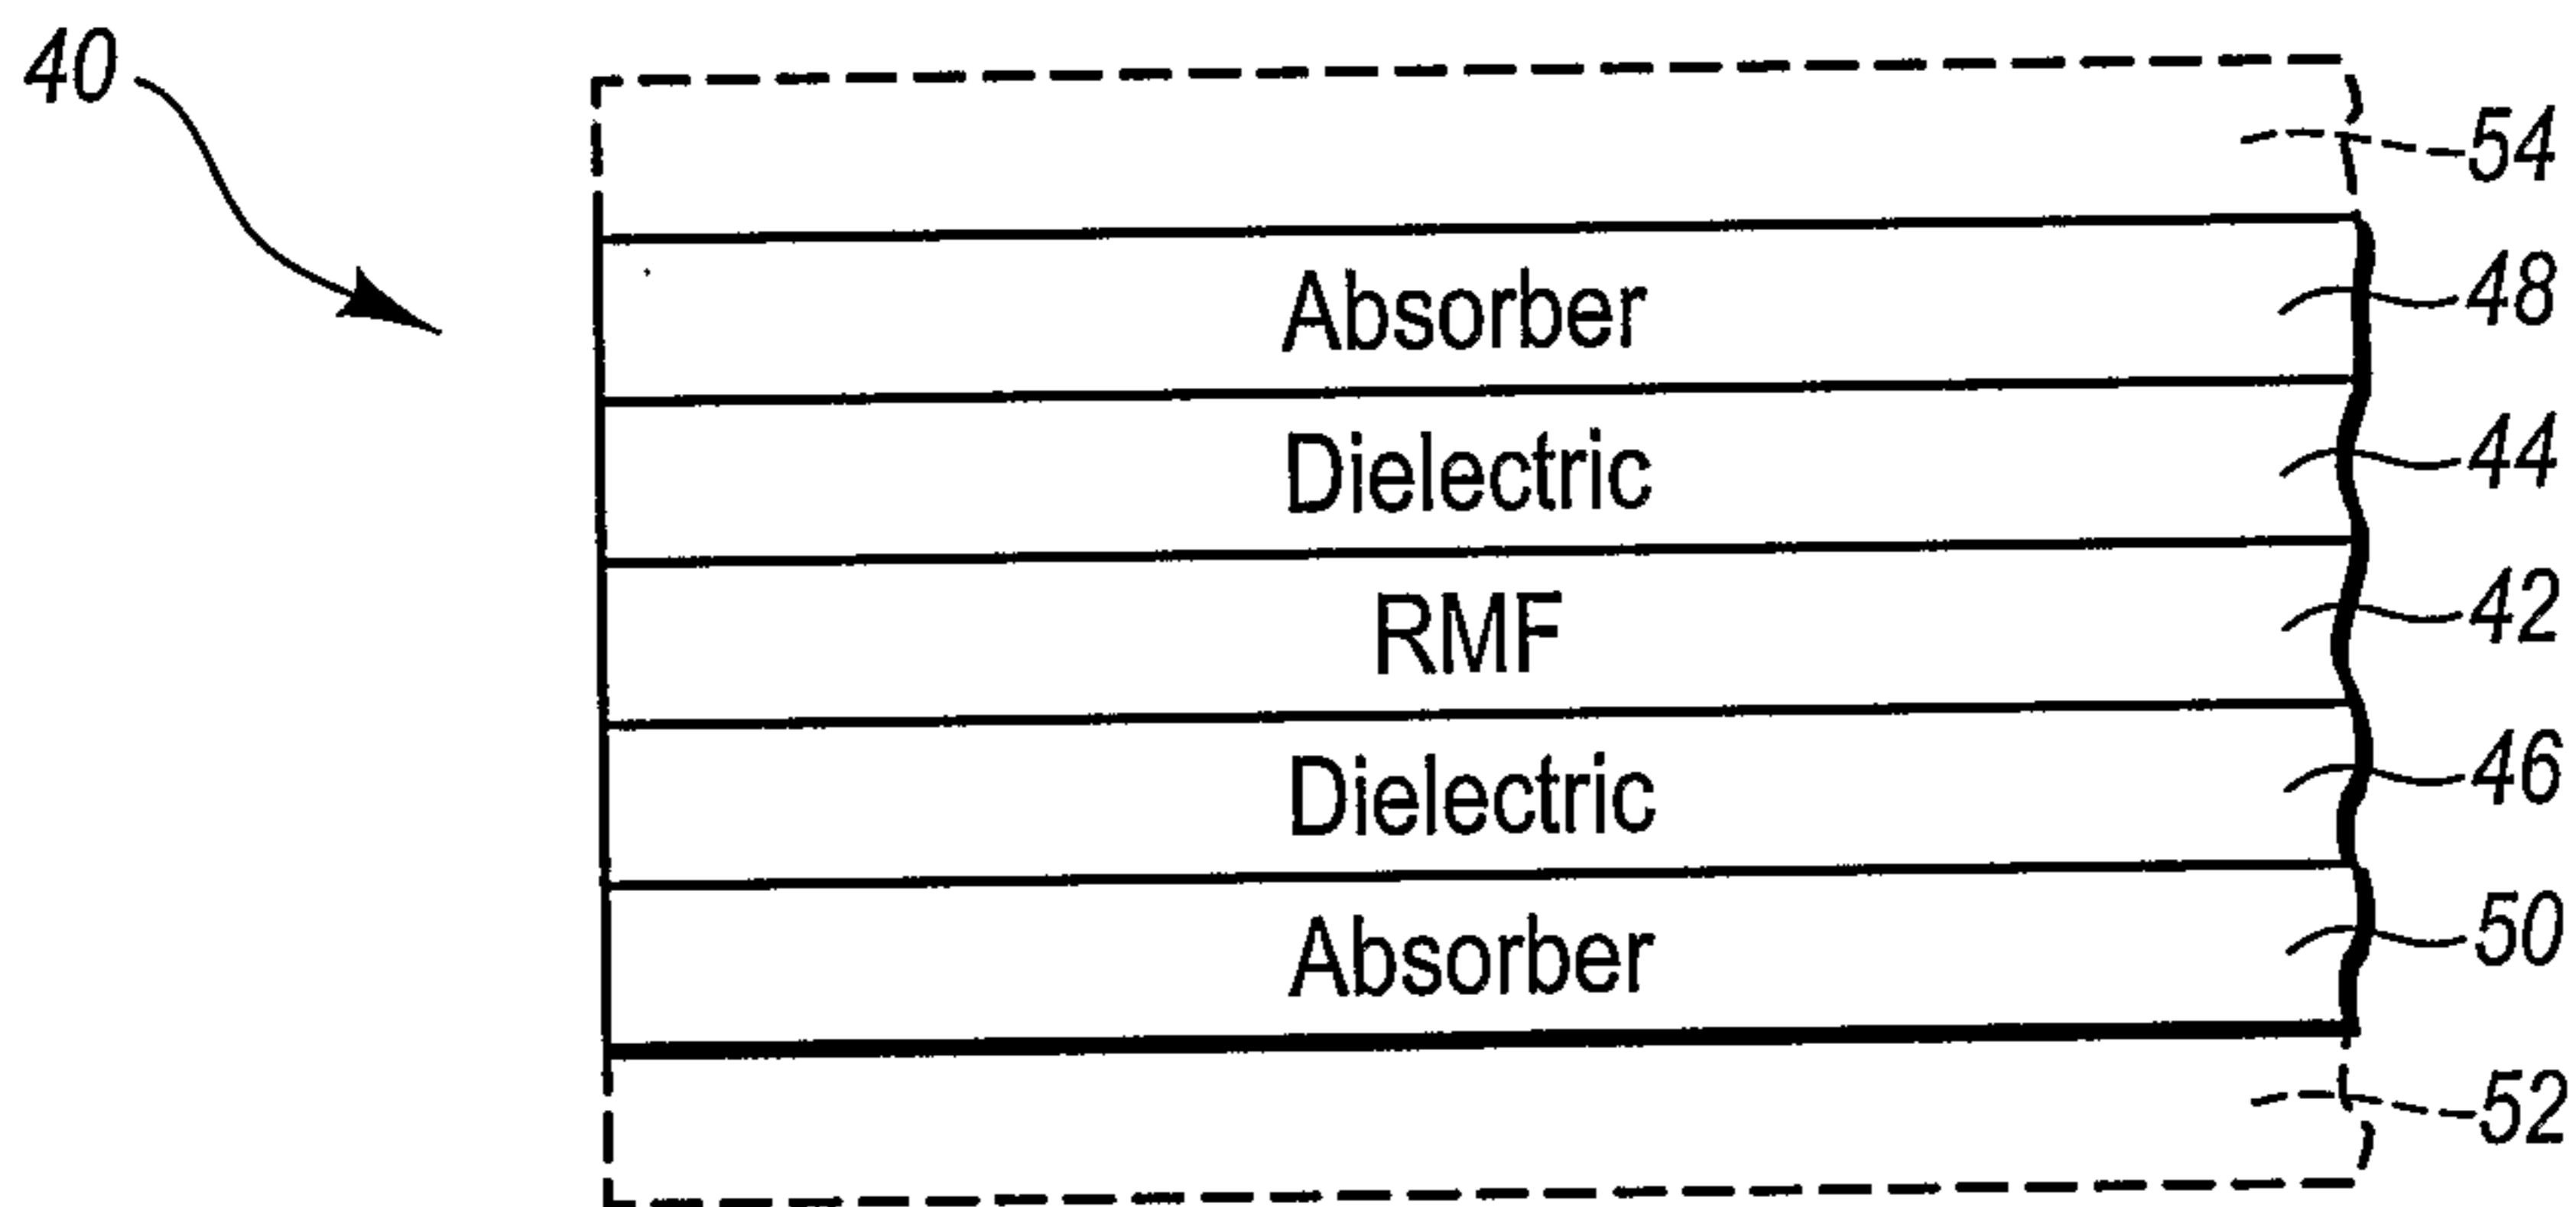 40
54
Absorber 48
Dielectric 44
RMF 42
Dielectric 46
Absorber 50
52